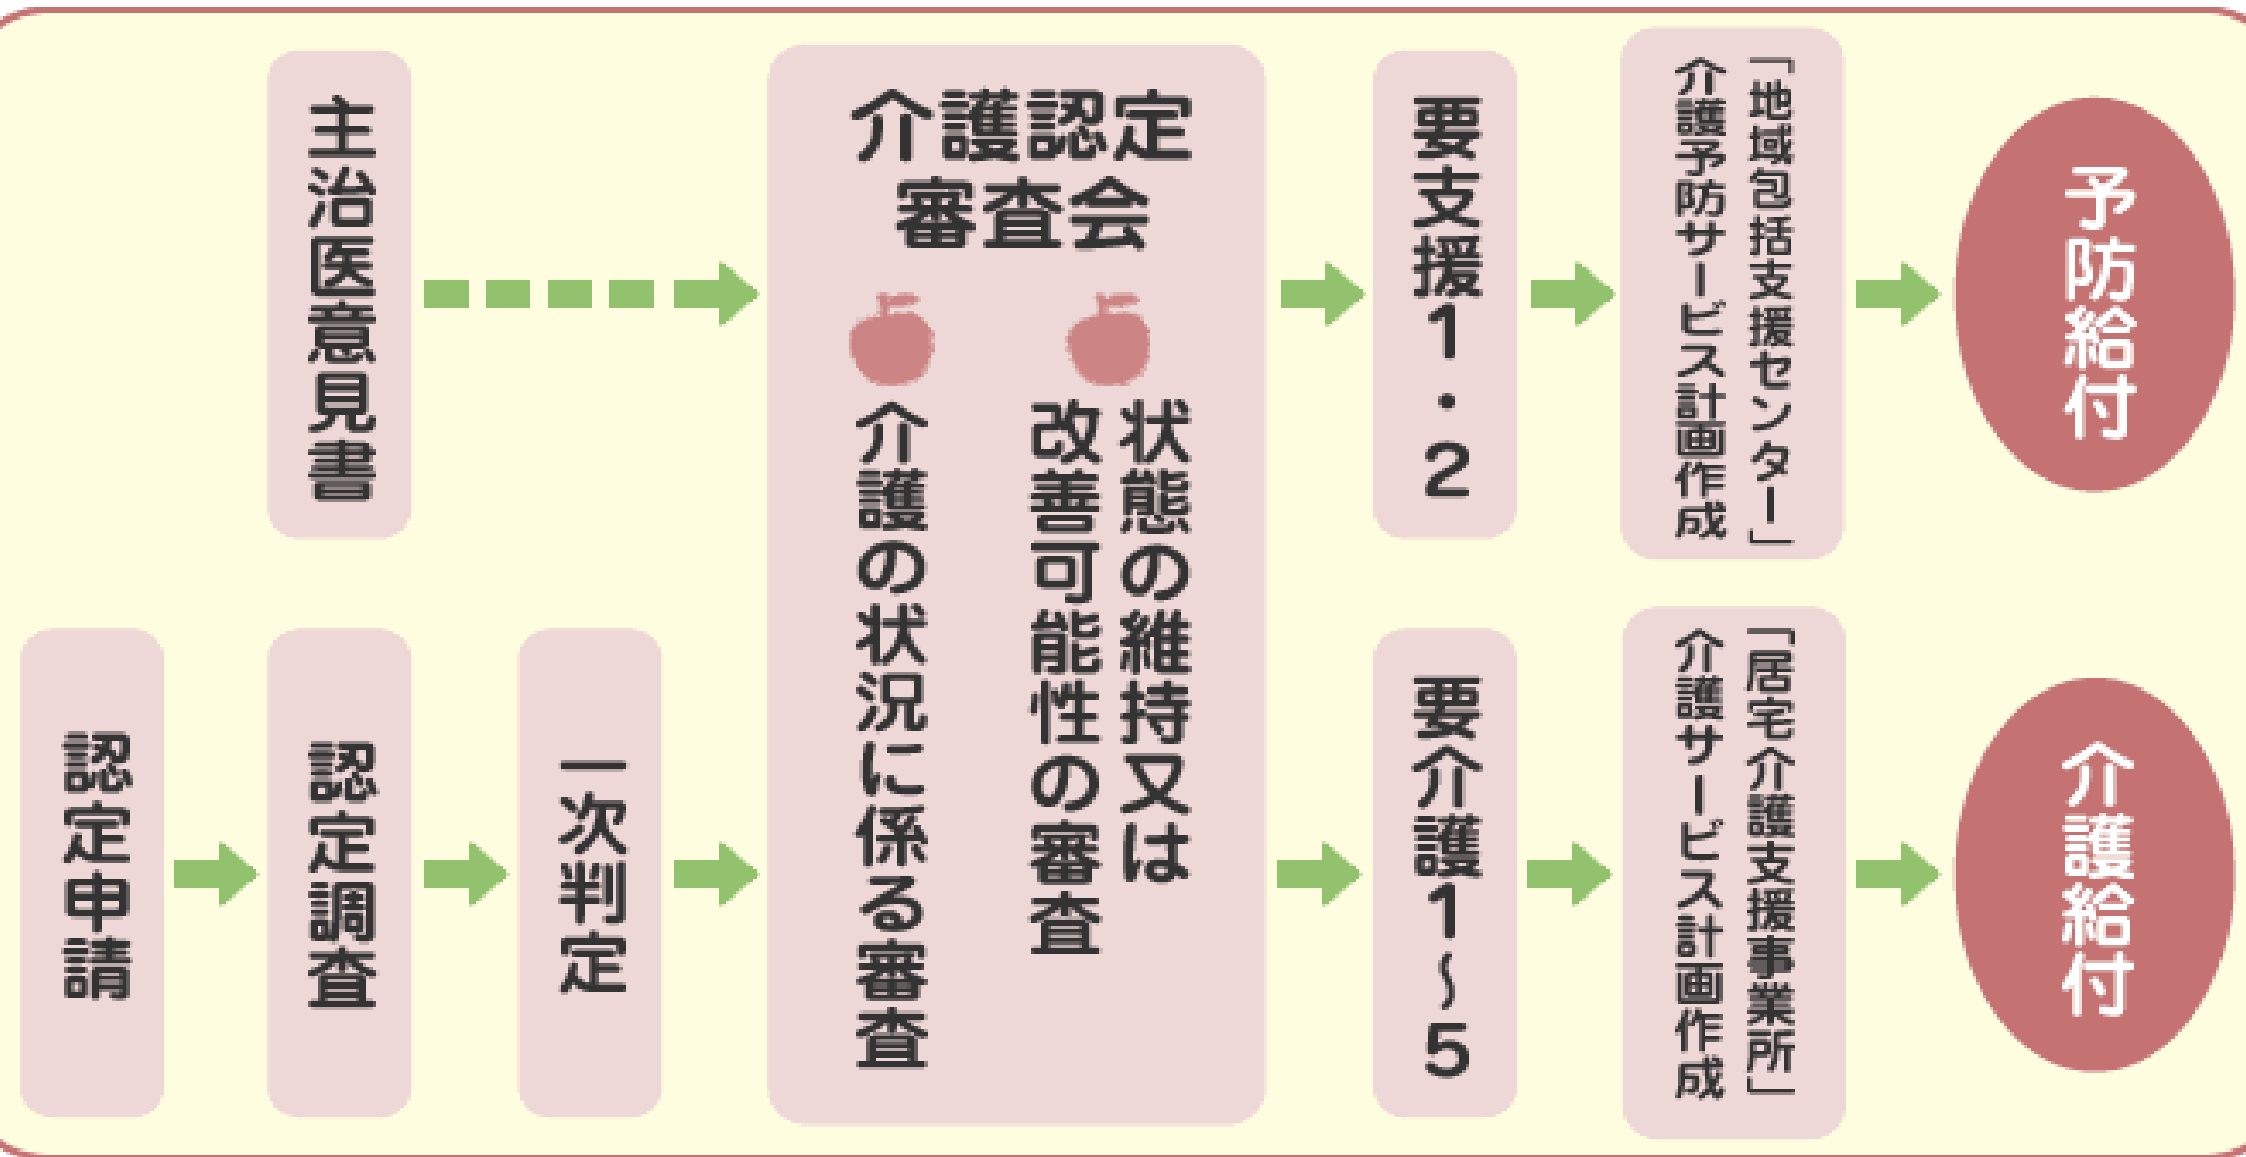 主治医意見書
認定申請
認定調査
一次判定
介護認定
審査会
状態の維持又は
改善可能性の審査
介護の状況に係る審査
要支援1・2
「地域包括支援センター」
介護予防サービス計画作成
予防給付
要介護1～5
「居宅介護支援事業所」
介護サービス計画作成
介護給付